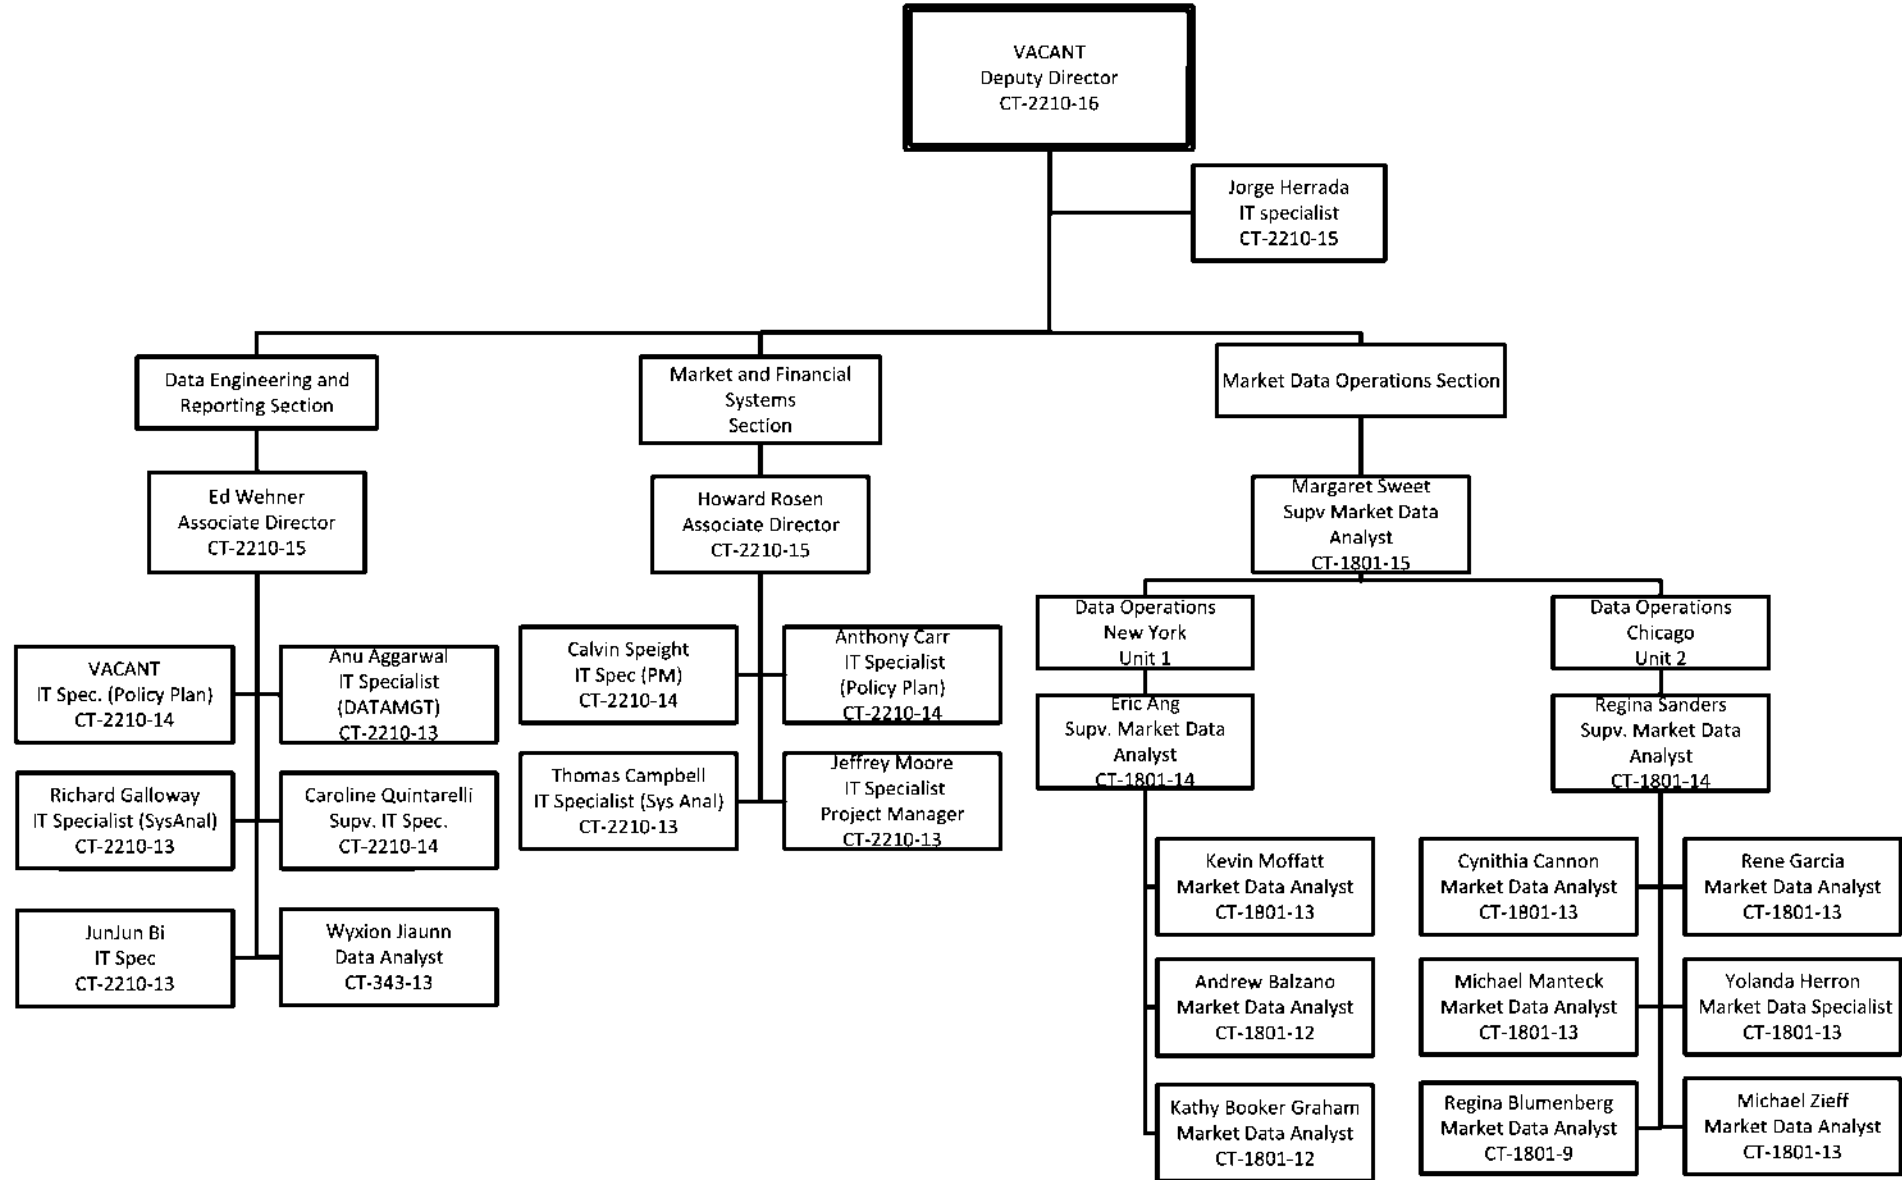 VACANT
Deputy Director
CT-2210-16
Jorge Herrada
IT specialist
CT-2210-15
Data Engineering and
Reporting Section
Market and Financial
Systems
Section
Market Data Operations Section
Ed Wehner
Associate Director
CT-2210-15
Howard Rosen
Associate Director
CT-2210-15
Margaret Sweet
Supv Market Data
Analyst
CT-1801-15
VACANT
IT Spec. (Policy Plan)
CT-2210-14
Anu Aggarwal
IT Specialist
(DATAMGT)
CT-2210-13
Richard Galloway
IT Specialist (SysAnal)
CT-2210-13
Caroline Quintarelli
Supv. IT Spec.
CT-2210-14
JunJun Bi
IT Spec
CT-2210-13
Wyxion Jiaunn
Data Analyst
CT-343-13
Calvin Speight
IT Spec (PM)
CT-2210-14
Anthony Carr
IT Specialist
(Policy Plan)
CT-2210-14
Thomas Campbell
IT Specialist (Sys Anal)
CT-2210-13
Jeffrey Moore
IT Specialist
Project Manager
CT-2210-13
Data Operations
New York
Unit 1
Eric Ang
Supv. Market Data
Analyst
CT-1801-14
Kevin Moffatt
Market Data Analyst
CT-1801-13
Andrew Balzano
Market Data Analyst
CT-1801-12
Kathy Booker Graham
Market Data Analyst
CT-1801-12
Data Operations
Chicago
Unit 2
Regina Sanders
Supv. Market Data
Analyst
CT-1801-14
Cynithia Cannon
Market Data Analyst
CT-1801-13
Rene Garcia
Market Data Analyst
CT-1801-13
Michael Manteck
Market Data Analyst
CT-1801-13
Yolanda Herron
Market Data Specialist
CT-1801-13
Regina Blumenberg
Market Data Analyst
CT-1801-9
Michael Zieff
Market Data Analyst
CT-1801-13